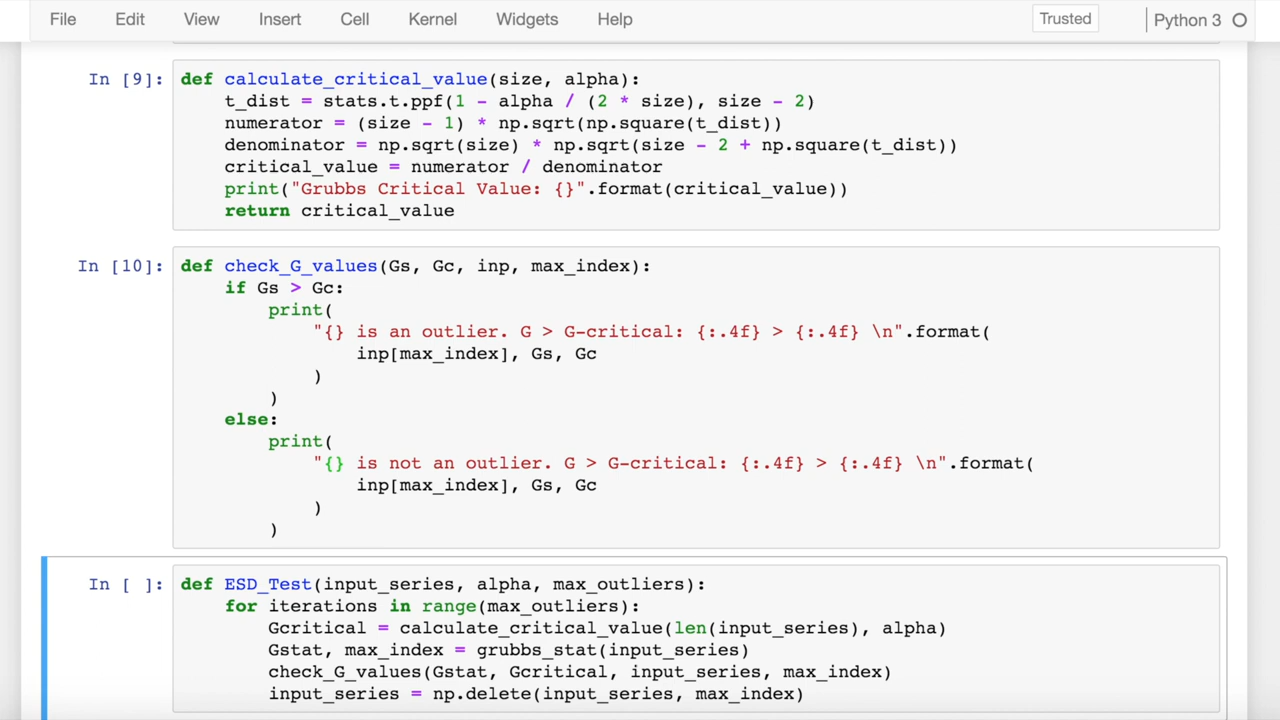 File Edit View Insert Cell Kernel Widgets Help Trusted Python 3
In [9]: def calculate_critical_value(size, alpha):
    t_dist = stats.t.ppf(1 - alpha / (2 * size), size - 2)
    numerator = (size - 1) * np.sqrt(np.square(t_dist))
    denominator = np.sqrt(size) * np.sqrt(size - 2 + np.square(t_dist))
    critical_value = numerator / denominator
    print("Grubbs Critical Value: {}".format(critical_value))
    return critical_value
In [10]: def check_G_values(Gs, Gc, inp, max_index):
    if Gs > Gc:
        print(
            "{} is an outlier. G > G-critical: {:.4f} > {:.4f} \n".format(
                inp[max_index], Gs, Gc
            )
        )
    else:
        print(
            "{} is not an outlier. G > G-critical: {:.4f} > {:.4f} \n".format(
                inp[max_index], Gs, Gc
            )
        )
In [ ]: def ESD_Test(input_series, alpha, max_outliers):
    for iterations in range(max_outliers):
        Gcritical = calculate_critical_value(len(input_series), alpha)
        Gstat, max_index = grubbs_stat(input_series)
        check_G_values(Gstat, Gcritical, input_series, max_index)
        input_series = np.delete(input_series, max_index)